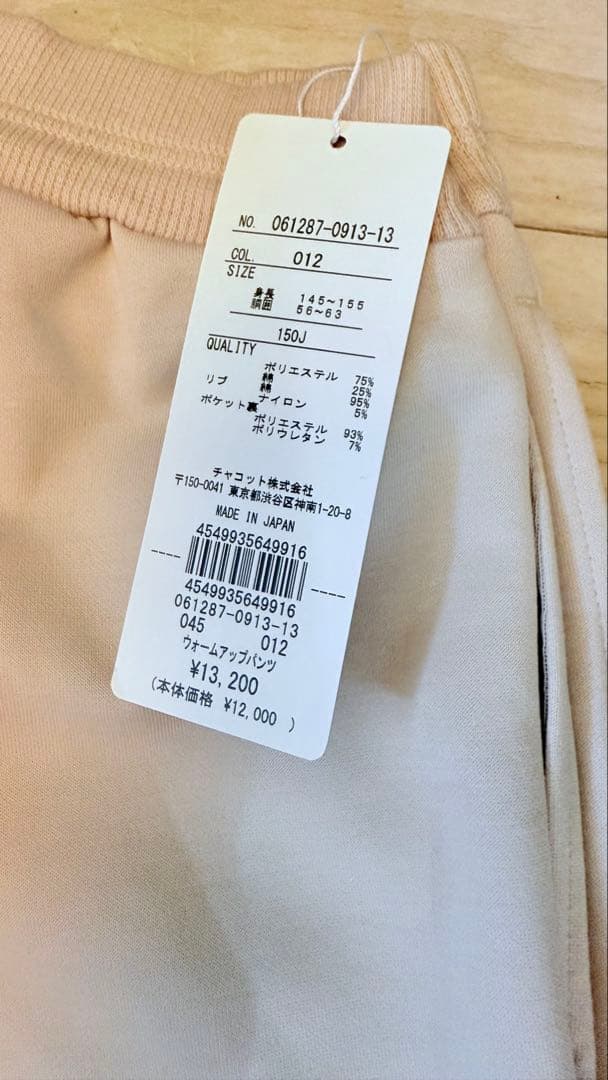 NO. 061287-0913-13
COL. 012
SIZE
身長 145~155
胴囲 56~63
150J
QUALITY
ポリエステル 75%
綿 25%
リブ 綿 95%
ナイロン 5%
ポケット裏
ポリエステル 93%
ポリウレタン 7%
チャコット株式会社
〒150-0041 東京都渋谷区神南1-20-8
MADE IN JAPAN
4549935649916
4549935649916
061287-0913-13
045 012
ウォームアップパンツ
¥13,200
(本体価格 ¥12,000 )